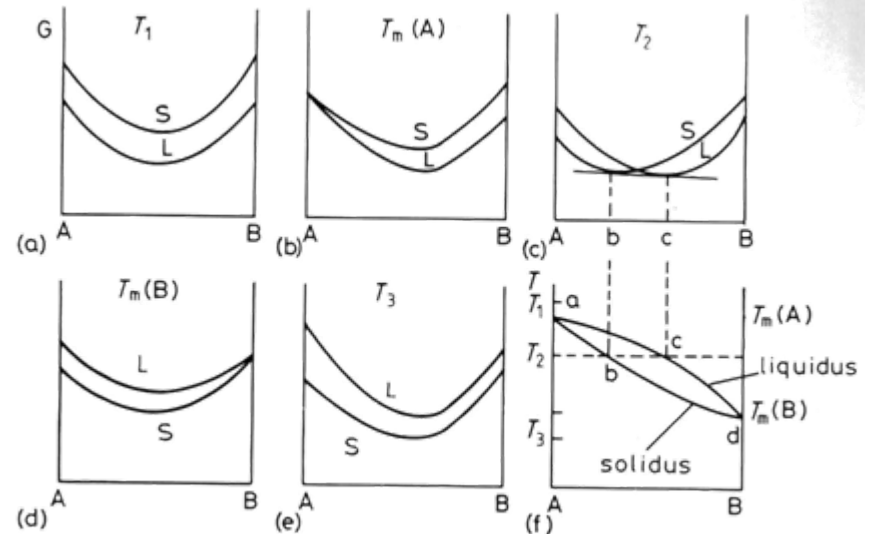 G
T₁
S
L
A
B
(a)
Tₘ(A)
S
L
A
B
(b)
T₂
S
L
A
b
c
B
(c)
Tₘ(B)
L
S
A
B
(d)
T₃
L
S
A
B
(e)
T
T₁
a
Tₘ(A)
T₂
c
b
liquidus
Tₘ(B)
T₃
d
solidus
A
B
(f)